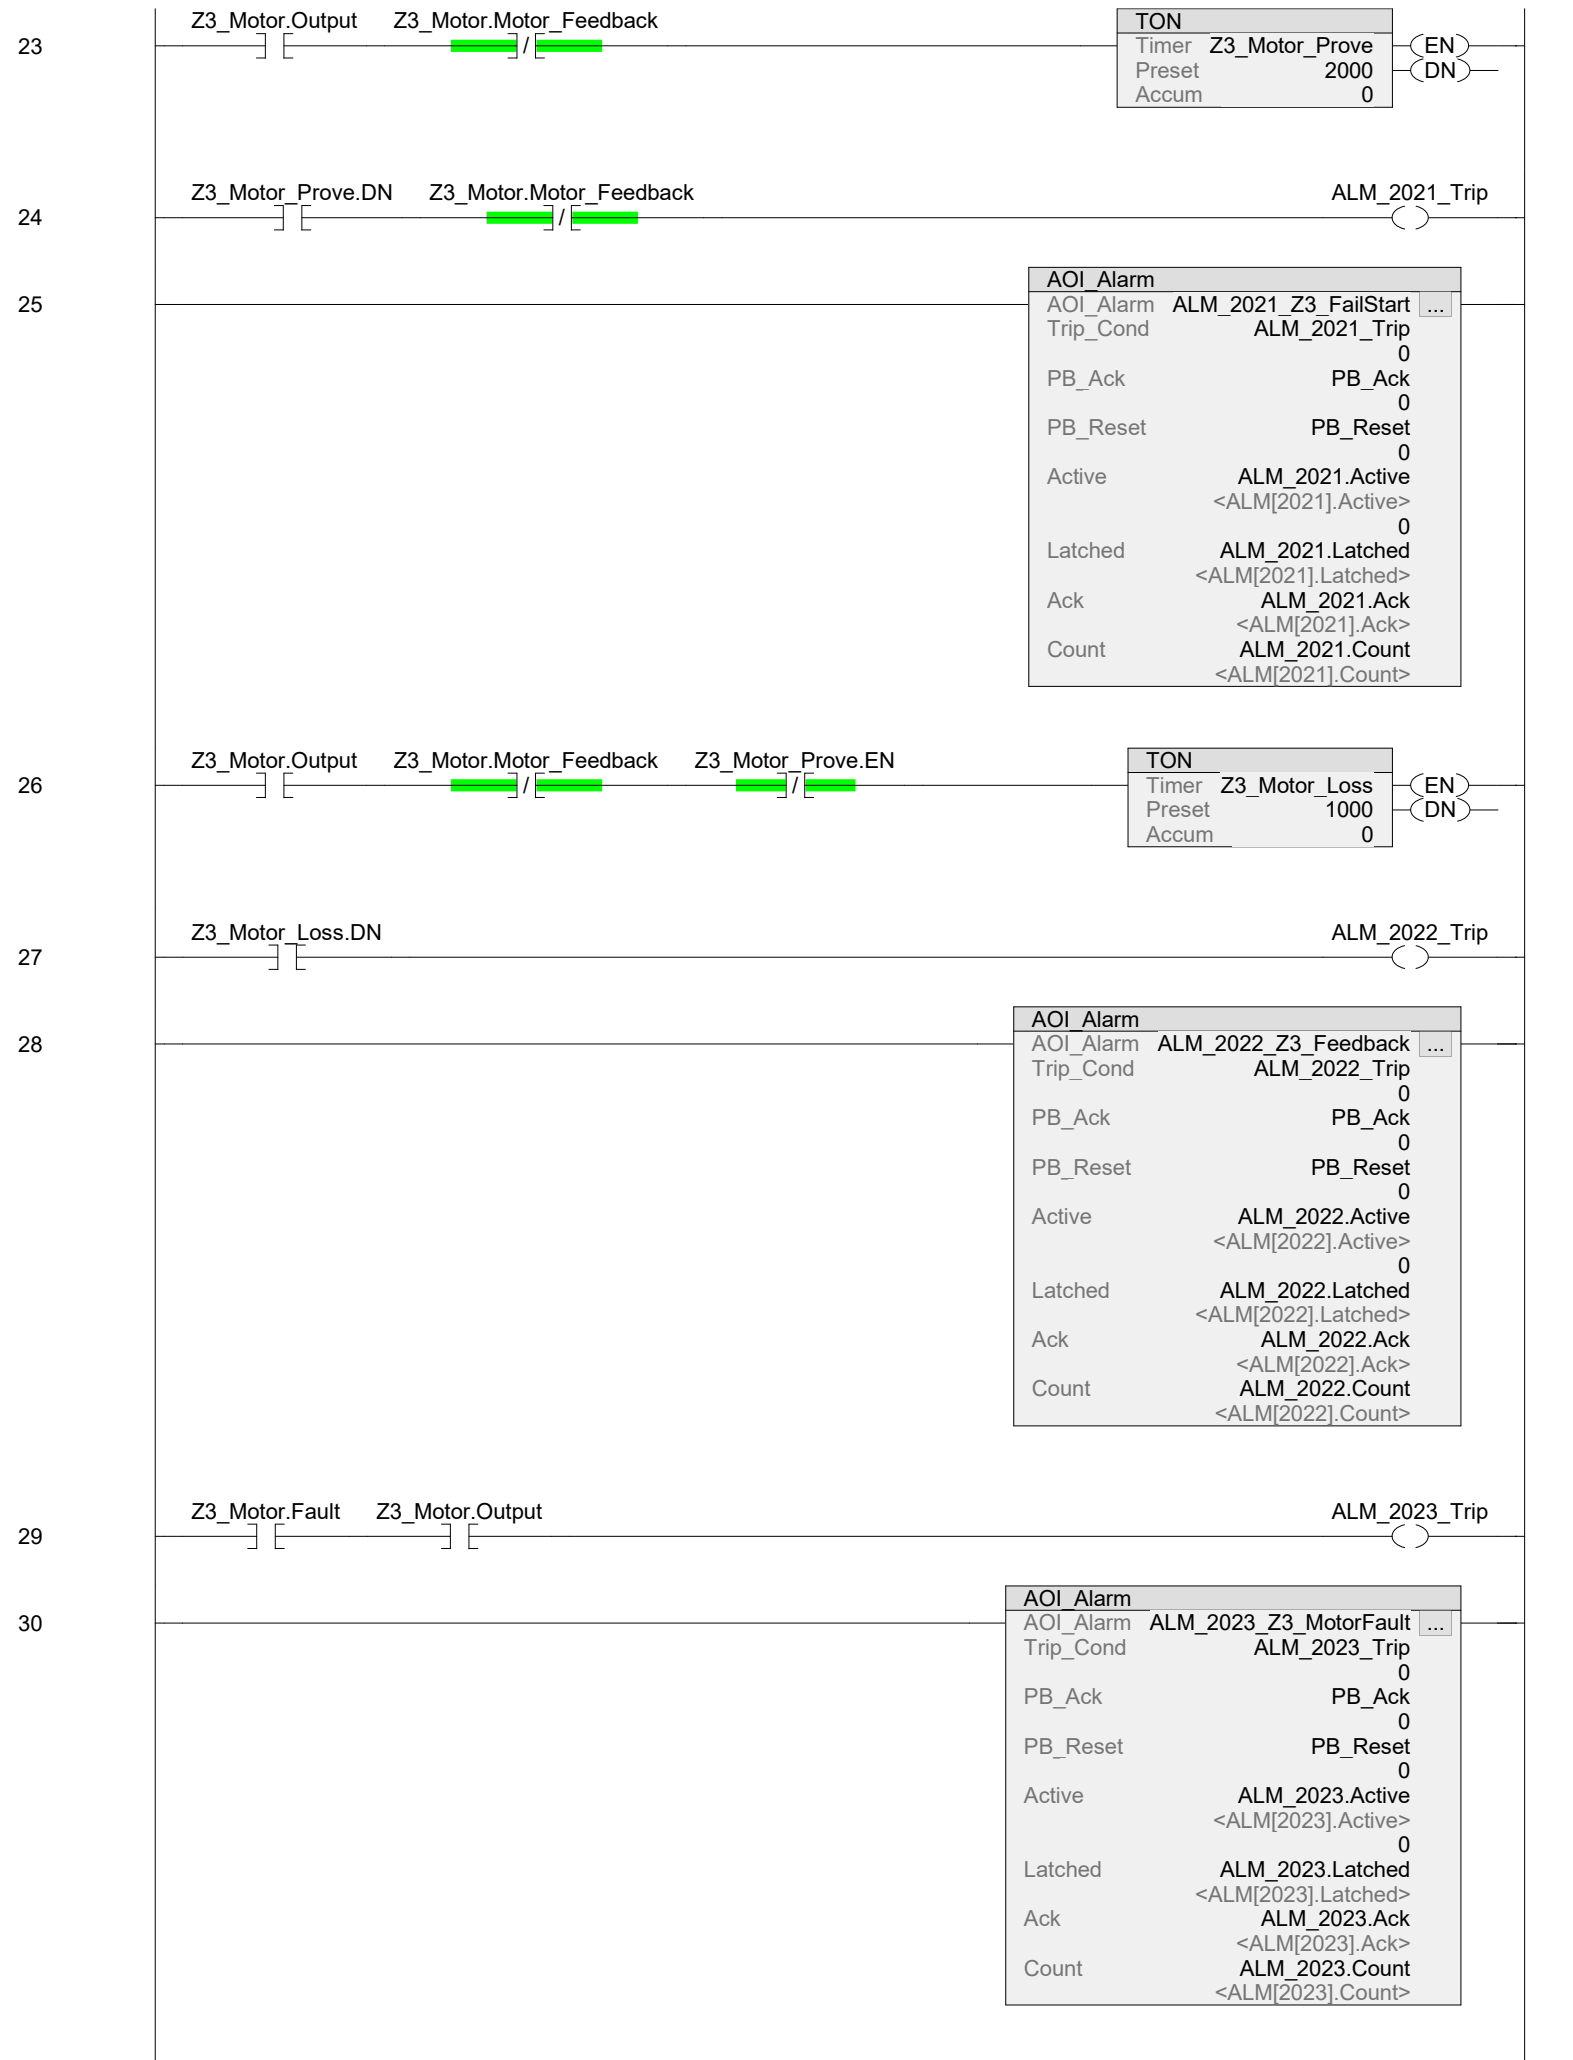 Z3_Motor.Output Z3_Motor.Motor_Feedback TON
23 / Timer Z3_Motor_Prove EN
Preset 2000 DN
Accum 0
Z3_Motor_Prove.DN Z3_Motor.Motor_Feedback ALM_2021_Trip
24 /
AOI_Alarm
25 AOI_Alarm ALM_2021_Z3_FailStart ...
Trip_Cond ALM_2021_Trip
0
PB_Ack PB_Ack
0
PB_Reset PB_Reset
0
Active ALM_2021.Active
<ALM[2021].Active>
0
Latched ALM_2021.Latched
<ALM[2021].Latched>
Ack ALM_2021.Ack
<ALM[2021].Ack>
Count ALM_2021.Count
<ALM[2021].Count>
Z3_Motor.Output Z3_Motor.Motor_Feedback Z3_Motor_Prove.EN TON
26 / / Timer Z3_Motor_Loss EN
Preset 1000 DN
Accum 0
Z3_Motor_Loss.DN ALM_2022_Trip
27
AOI_Alarm
28 AOI_Alarm ALM_2022_Z3_Feedback ...
Trip_Cond ALM_2022_Trip
0
PB_Ack PB_Ack
0
PB_Reset PB_Reset
0
Active ALM_2022.Active
<ALM[2022].Active>
0
Latched ALM_2022.Latched
<ALM[2022].Latched>
Ack ALM_2022.Ack
<ALM[2022].Ack>
Count ALM_2022.Count
<ALM[2022].Count>
Z3_Motor.Fault Z3_Motor.Output ALM_2023_Trip
29
AOI_Alarm
30 AOI_Alarm ALM_2023_Z3_MotorFault ...
Trip_Cond ALM_2023_Trip
0
PB_Ack PB_Ack
0
PB_Reset PB_Reset
0
Active ALM_2023.Active
<ALM[2023].Active>
0
Latched ALM_2023.Latched
<ALM[2023].Latched>
Ack ALM_2023.Ack
<ALM[2023].Ack>
Count ALM_2023.Count
<ALM[2023].Count>